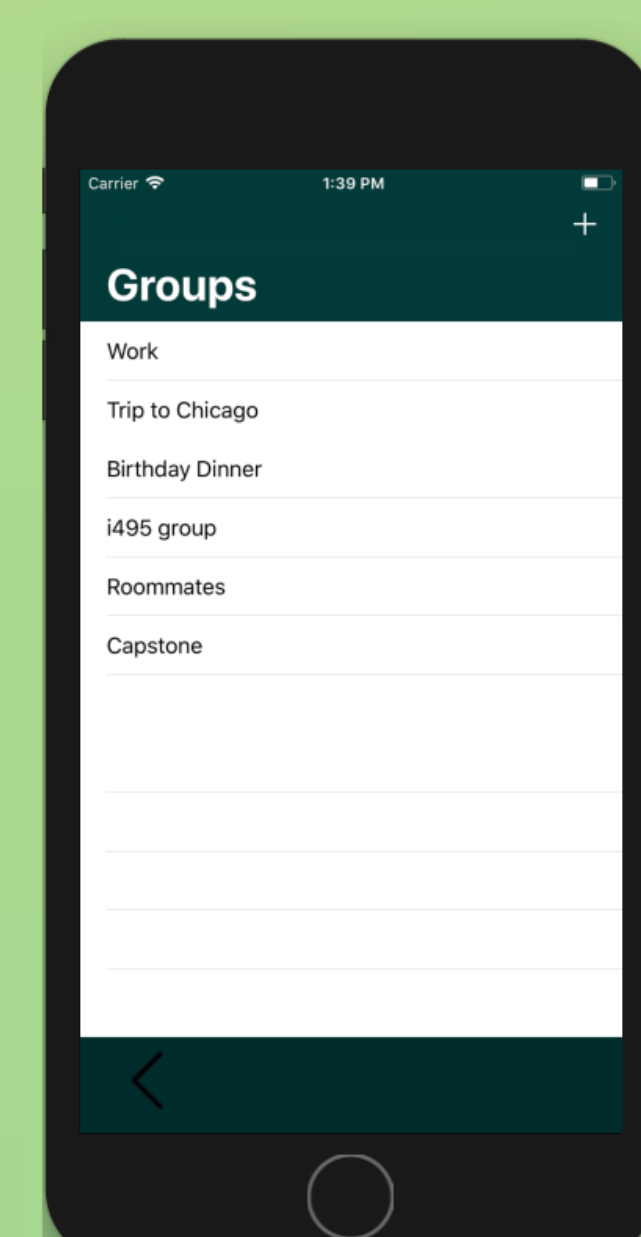 Carrier 1:39 PM
+
Groups
Work
Trip to Chicago
Birthday Dinner
i495 group
Roommates
Capstone